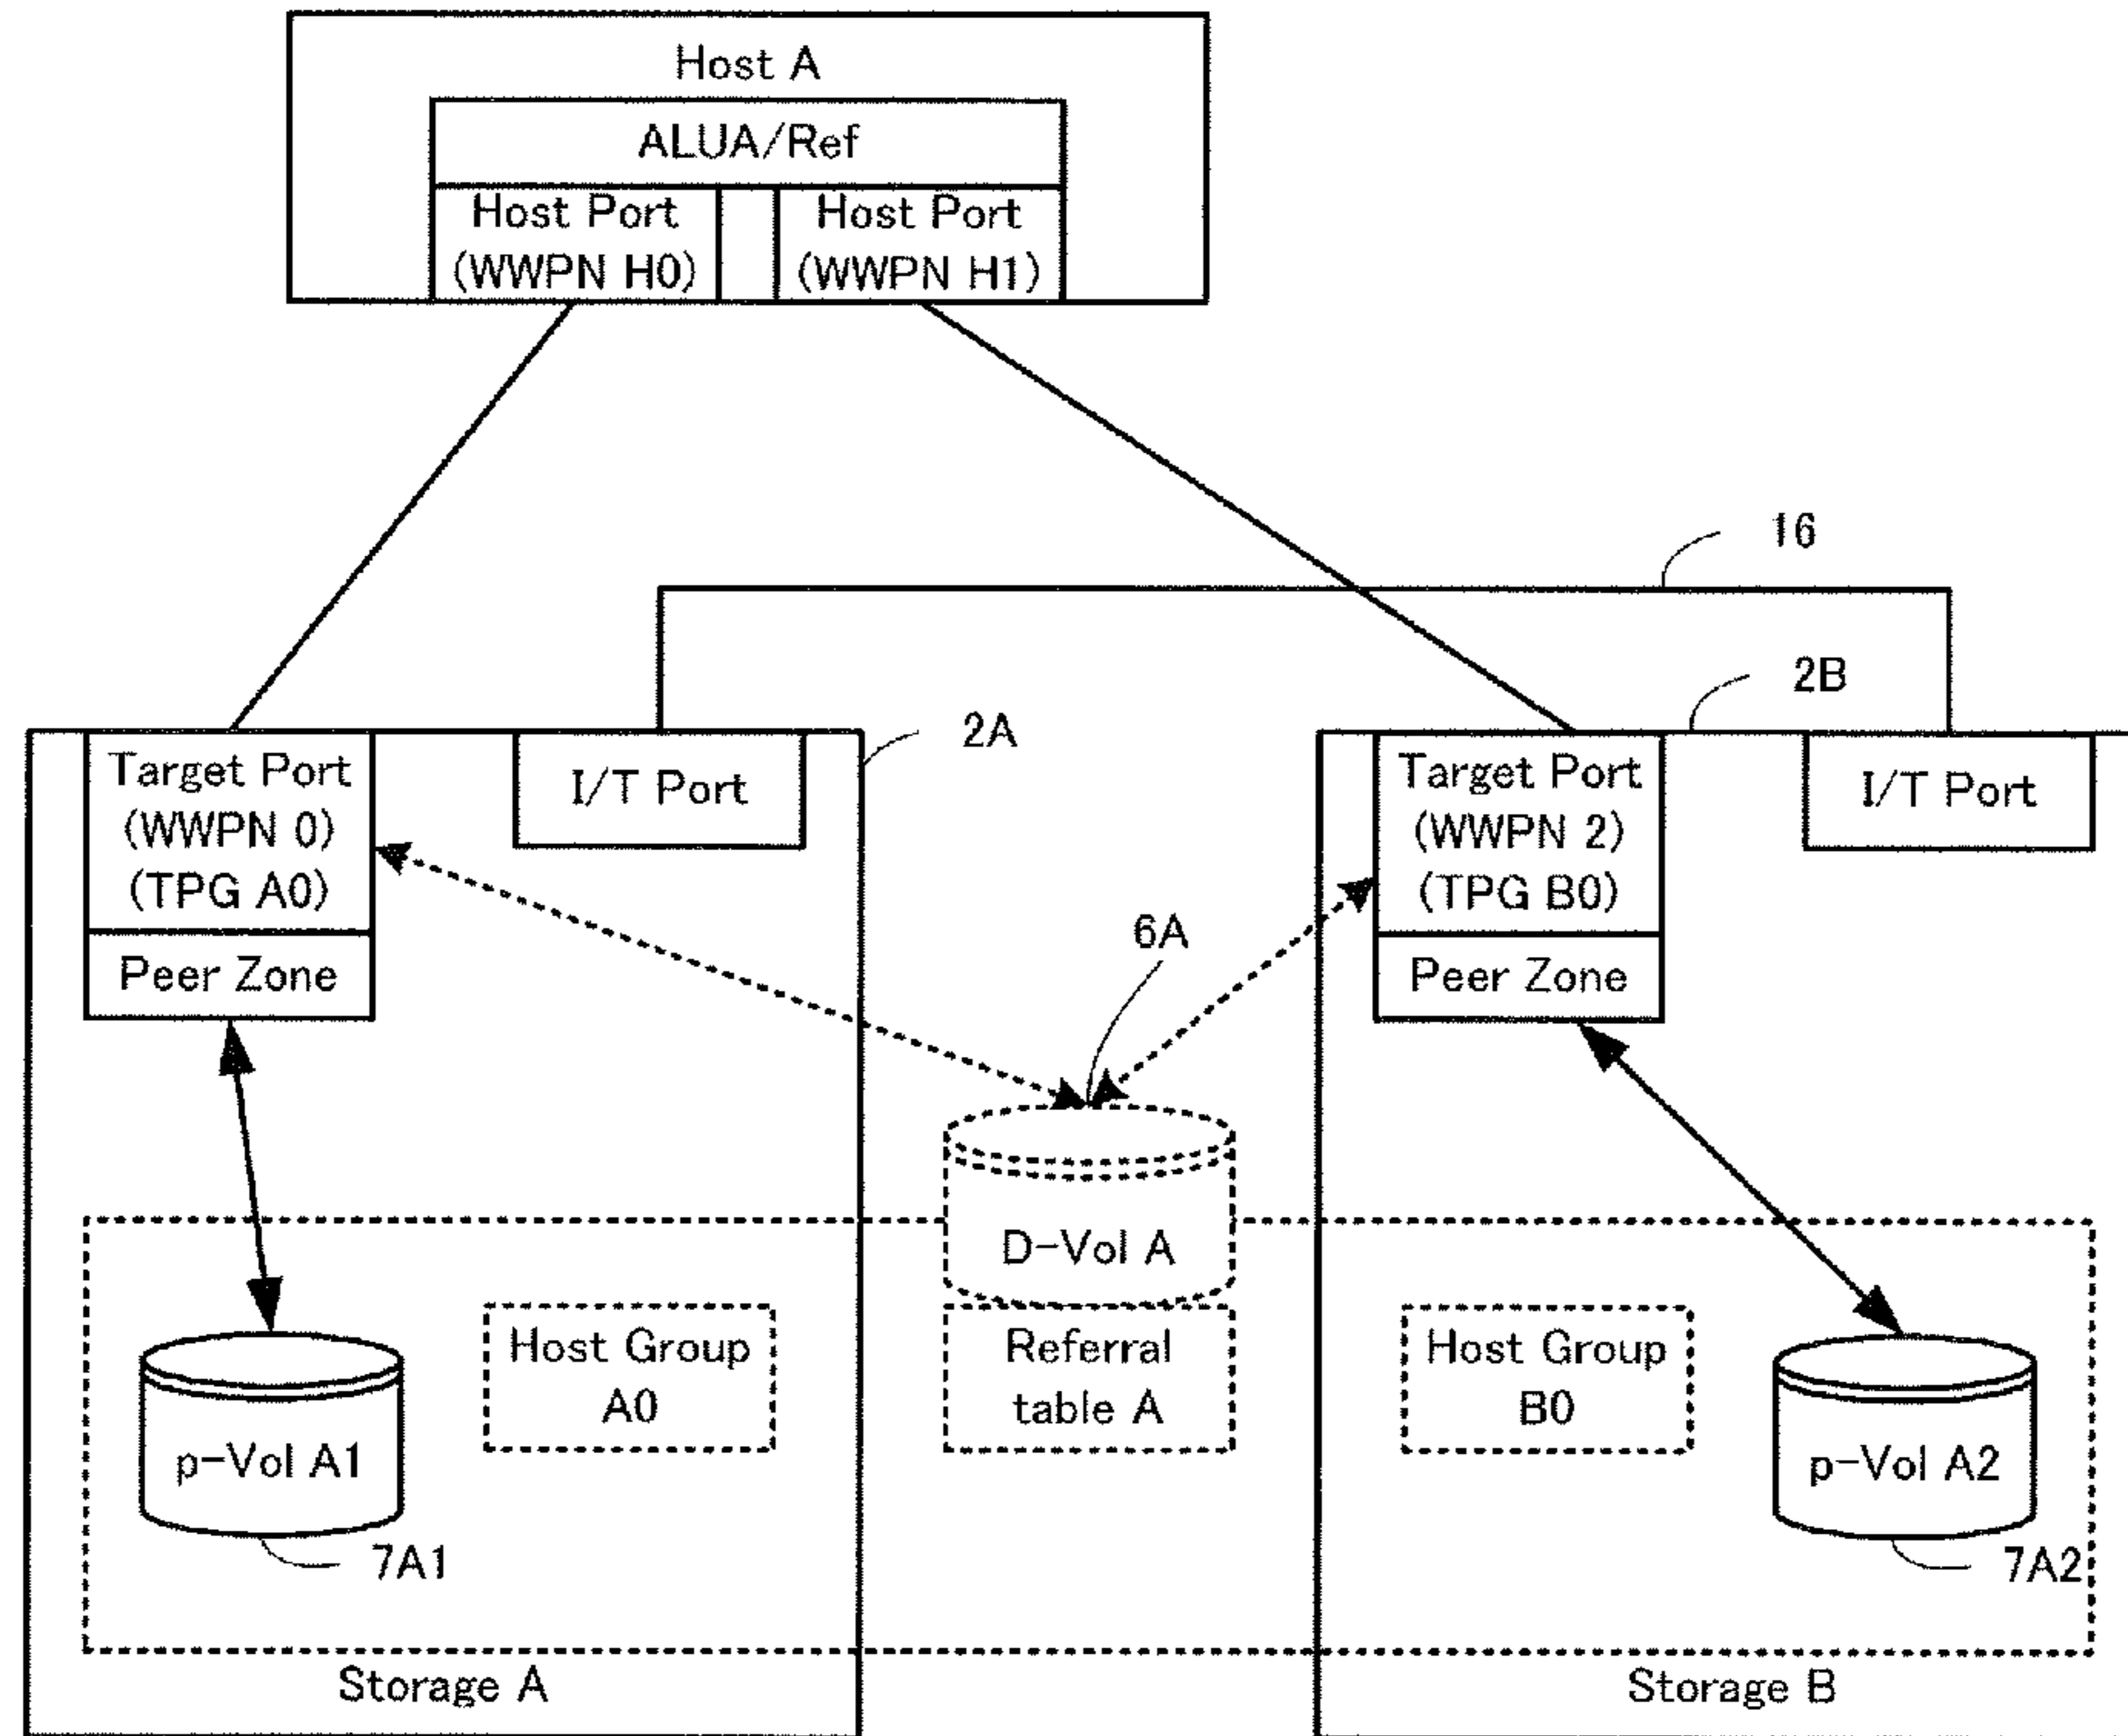 Host A
ALUA/Ref
Host Port
(WWPN H0)
Host Port
(WWPN H1)
16
2B
2A
Target Port
(WWPN 0)
(TPG A0)
Peer Zone
I/T Port
Target Port
(WWPN 2)
(TPG B0)
Peer Zone
I/T Port
6A
D-Vol A
Host Group
A0
Referral
table A
Host Group
B0
p-Vol A1
p-Vol A2
7A1
7A2
Storage A
Storage B